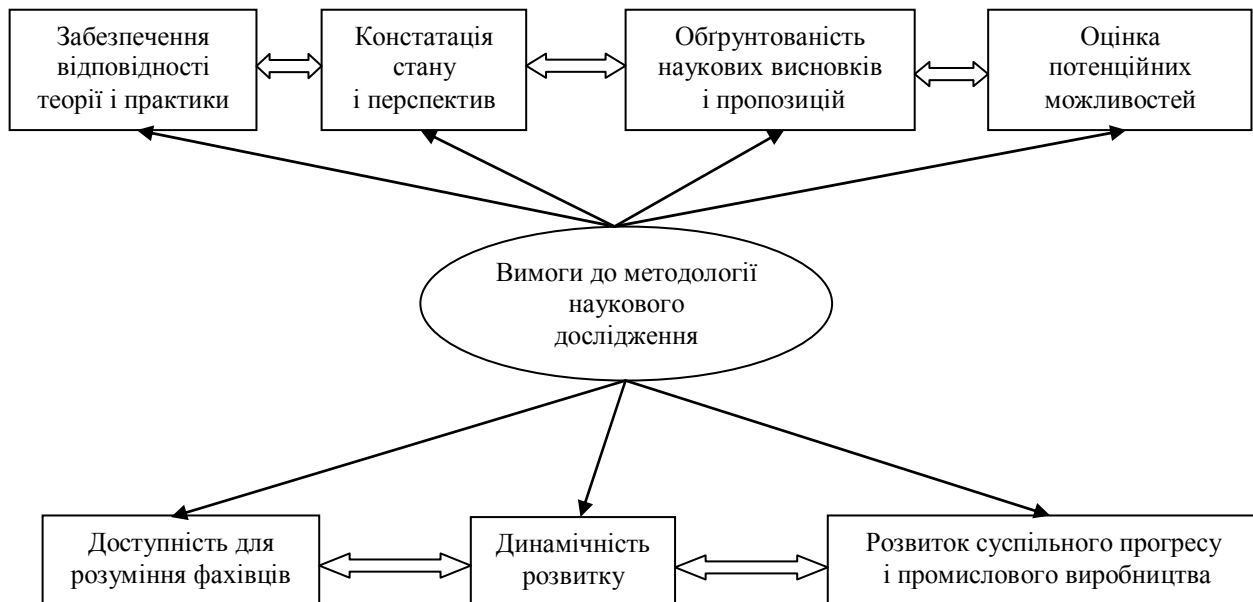 Забезпечення
відповідності
теорії і практики
Констатація
стану
і перспектив
Обґрунтованість
наукових висновків
і пропозицій
Оцінка
потенційних
можливостей
Вимоги до методології
наукового
дослідження
Доступність для
розуміння фахівців
Динамічність
розвитку
Розвиток суспільного прогресу
і промислового виробництва